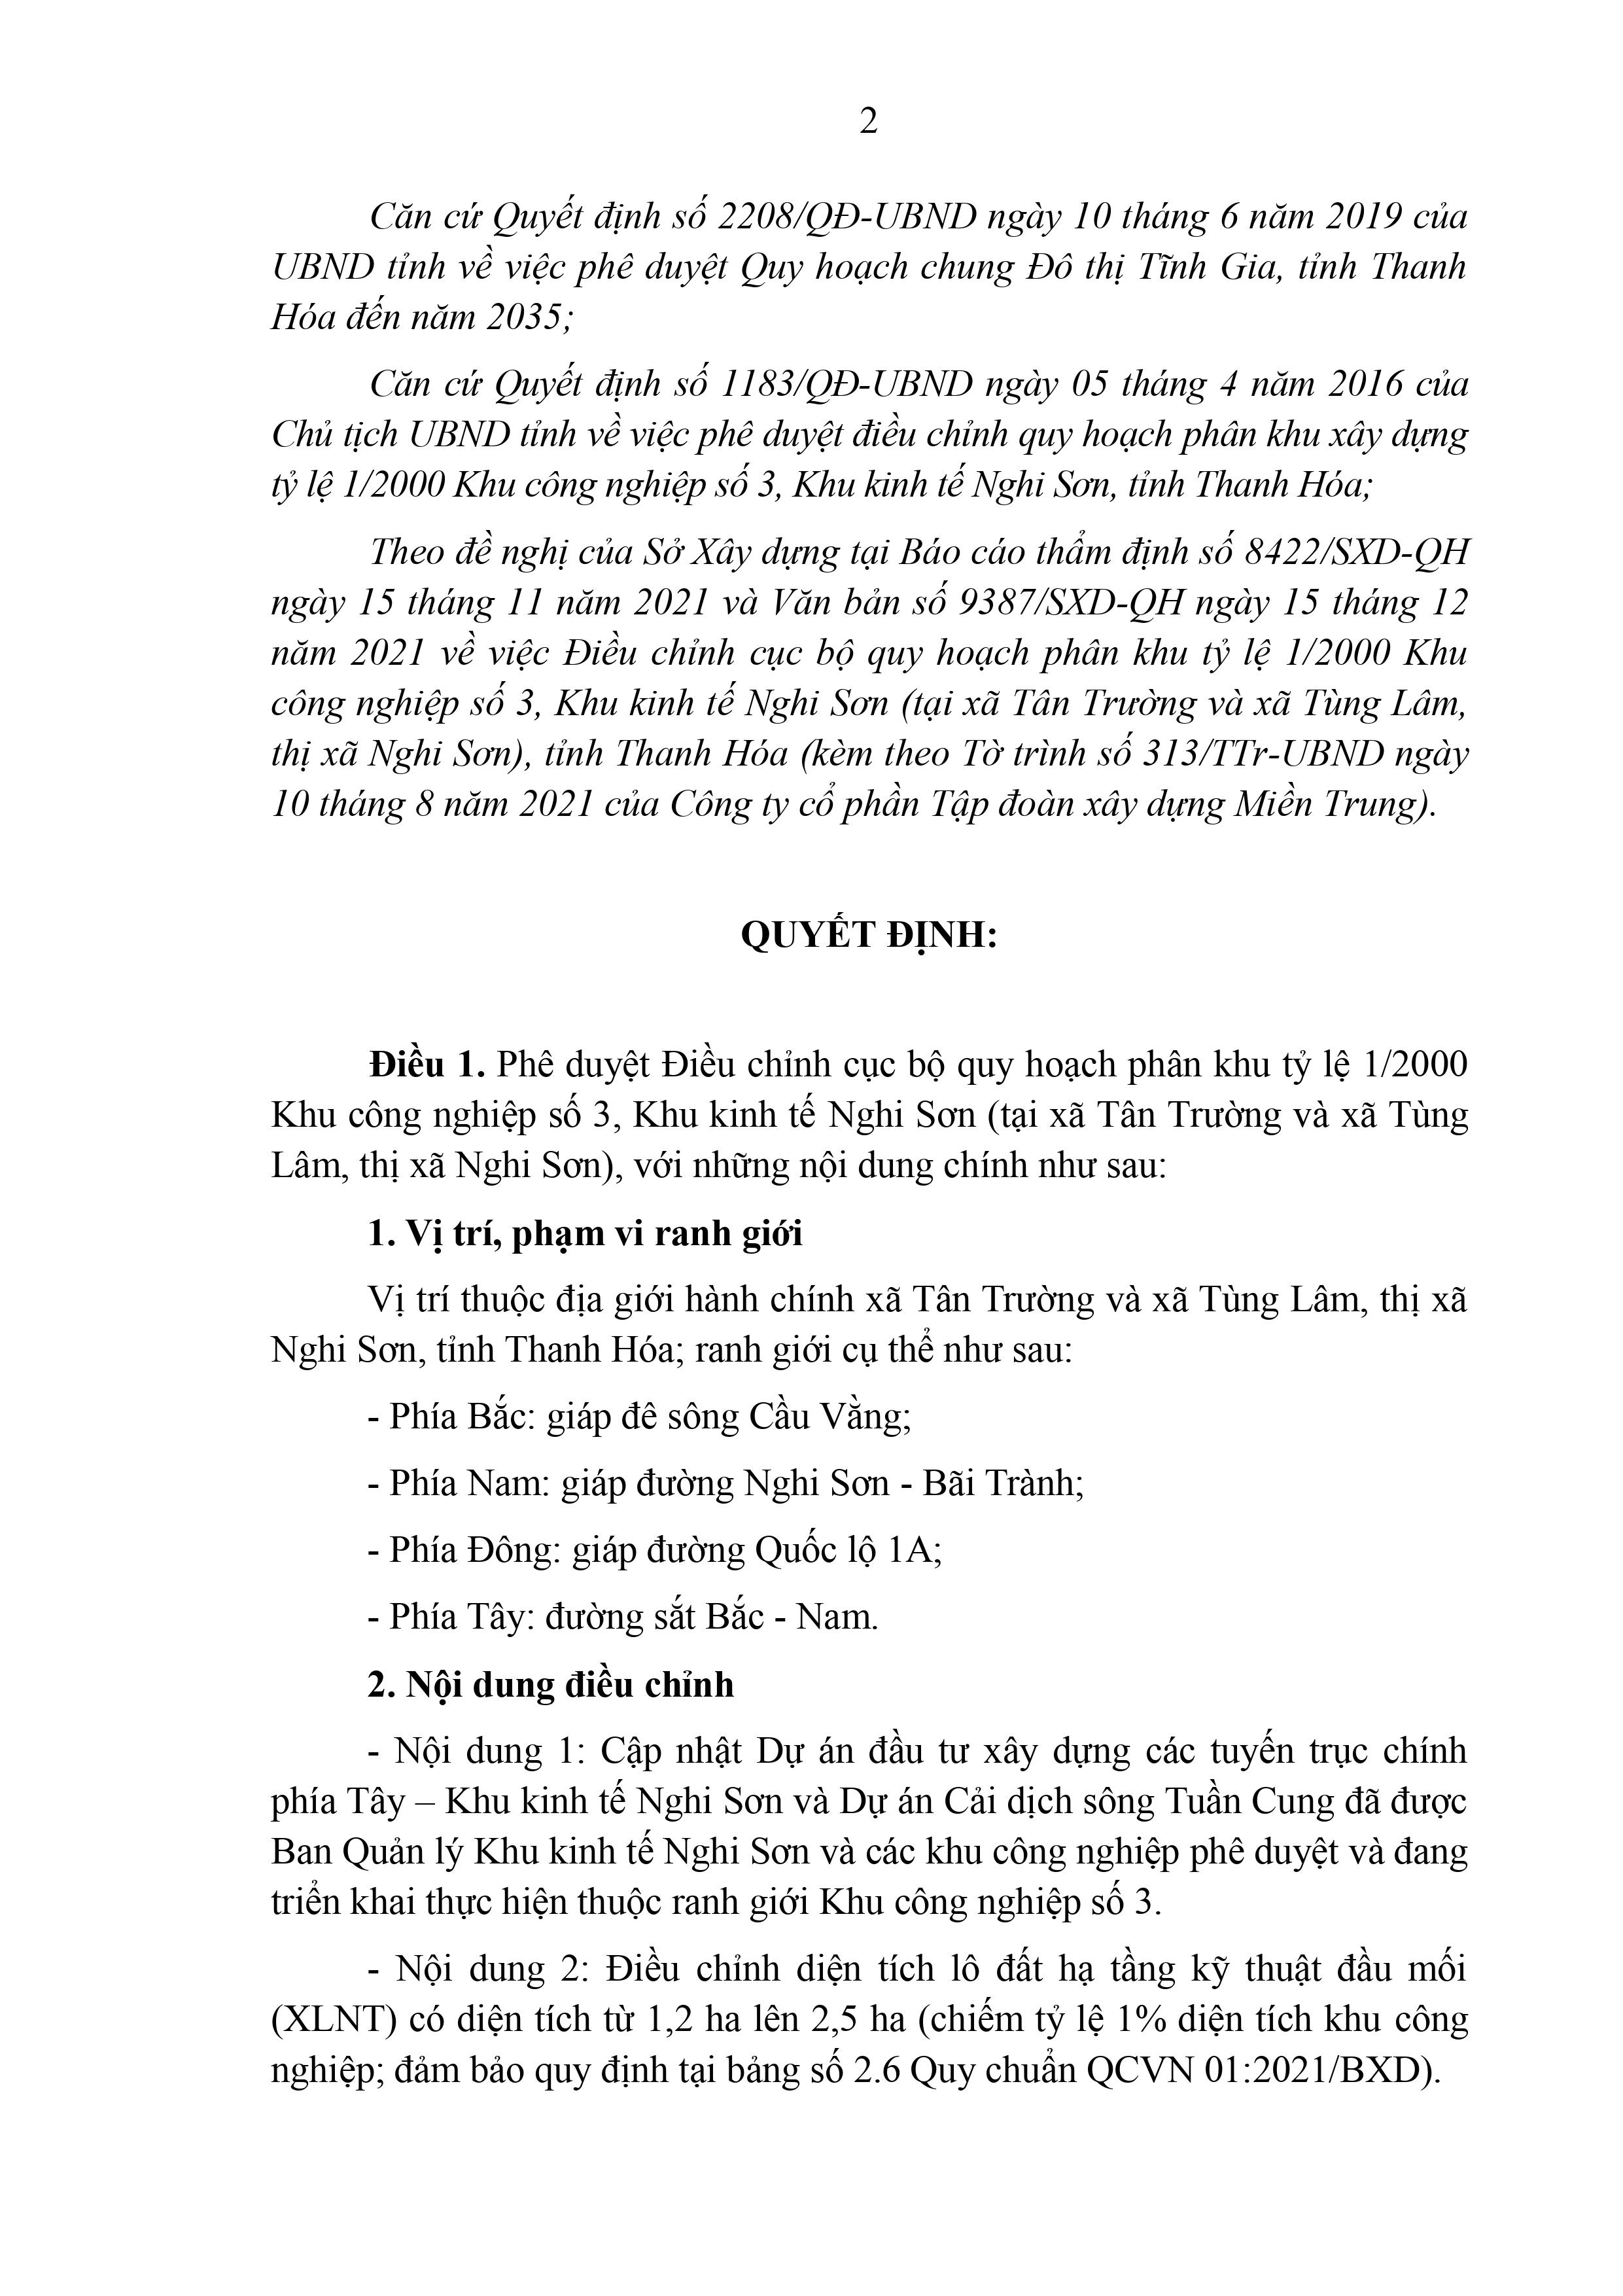 2
Căn cứ Quyết định số 2208/QĐ-UBND ngày 10 tháng 6 năm 2019 của
UBND tỉnh về việc phê duyệt Quy hoạch chung Đô thị Tĩnh Gia, tỉnh Thanh
Hóa đến năm 2035;
Căn cứ Quyết định số 1183/QĐ-UBND ngày 05 tháng 4 năm 2016 của
Chủ tịch UBND tỉnh về việc phê duyệt điều chỉnh quy hoạch phân khu xây dựng
tỷ lệ 1/2000 Khu công nghiệp số 3, Khu kinh tế Nghi Sơn, tỉnh Thanh Hóa;
Theo đề nghị của Sở Xây dựng tại Báo cáo thẩm định số 8422/SXD-QH
ngày 15 tháng 11 năm 2021 và Văn bản số 9387/SXD-QH ngày 15 tháng 12
năm 2021 về việc Điều chỉnh cục bộ quy hoạch phân khu tỷ lệ 1/2000 Khu
công nghiệp số 3, Khu kinh tế Nghi Sơn (tại xã Tân Trường và xã Tùng Lâm,
thị xã Nghi Sơn), tỉnh Thanh Hóa (kèm theo Tờ trình số 313/TTr-UBND ngày
10 tháng 8 năm 2021 của Công ty cổ phần Tập đoàn xây dựng Miền Trung).
QUYẾT ĐỊNH:
Điều 1. Phê duyệt Điều chỉnh cục bộ quy hoạch phân khu tỷ lệ 1/2000
Khu công nghiệp số 3, Khu kinh tế Nghi Sơn (tại xã Tân Trường và xã Tùng
Lâm, thị xã Nghi Sơn), với những nội dung chính như sau:
1. Vị trí, phạm vi ranh giới
Vị trí thuộc địa giới hành chính xã Tân Trường và xã Tùng Lâm, thị xã
Nghi Sơn, tỉnh Thanh Hóa; ranh giới cụ thể như sau:
- Phía Bắc: giáp đê sông Cầu Vằng;
- Phía Nam: giáp đường Nghi Sơn - Bãi Trành;
- Phía Đông: giáp đường Quốc lộ 1A;
- Phía Tây: đường sắt Bắc - Nam.
2. Nội dung điều chỉnh
- Nội dung 1: Cập nhật Dự án đầu tư xây dựng các tuyến trục chính
phía Tây – Khu kinh tế Nghi Sơn và Dự án Cải dịch sông Tuần Cung đã được
Ban Quản lý Khu kinh tế Nghi Sơn và các khu công nghiệp phê duyệt và đang
triển khai thực hiện thuộc ranh giới Khu công nghiệp số 3.
- Nội dung 2: Điều chỉnh diện tích lô đất hạ tầng kỹ thuật đầu mối
(XLNT) có diện tích từ 1,2 ha lên 2,5 ha (chiếm tỷ lệ 1% diện tích khu công
nghiệp; đảm bảo quy định tại bảng số 2.6 Quy chuẩn QCVN 01:2021/BXD).